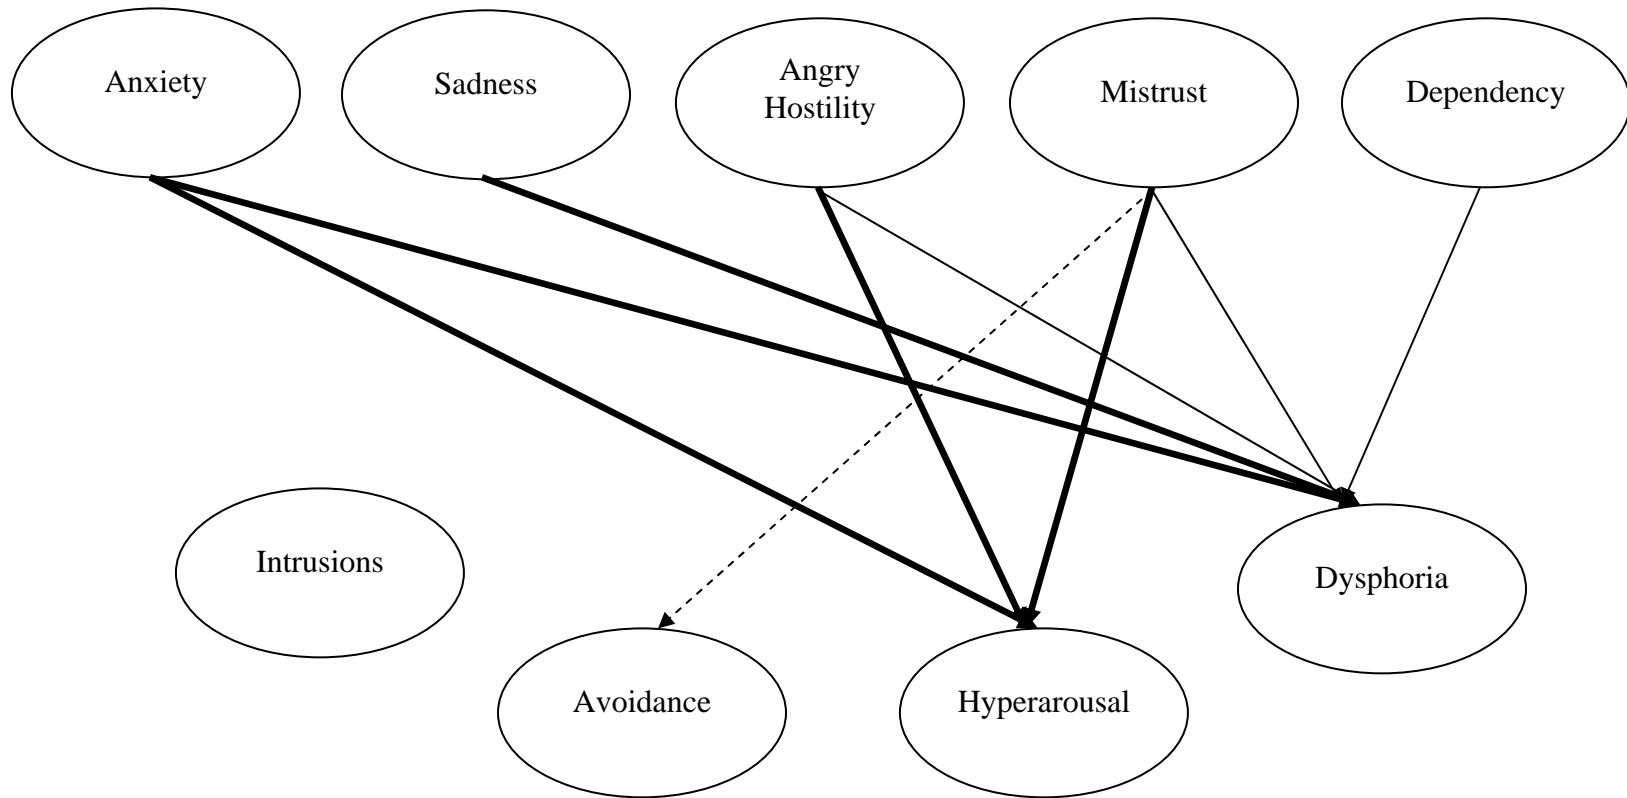 Anxiety
Sadness
Angry
Hostility
Mistrust
Dependency
Intrusions
Avoidance
Hyperarousal
Dysphoria